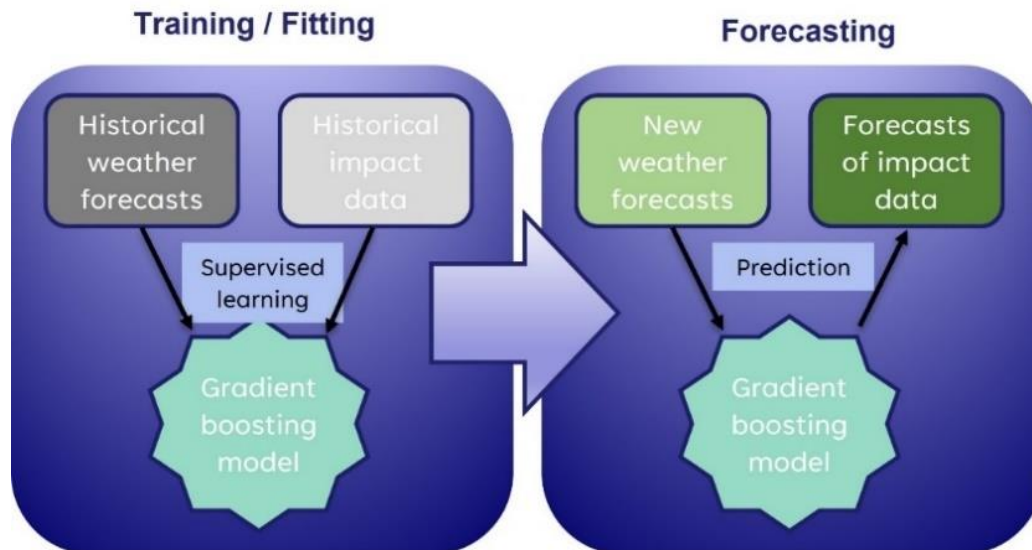 Training / Fitting
Historical
weather
forecasts
Historical
impact
data
Supervised
learning
Gradient
boosting
model
Forecasting
New
weather
forecasts
Forecasts
of impact
data
Prediction
Gradient
boosting
model